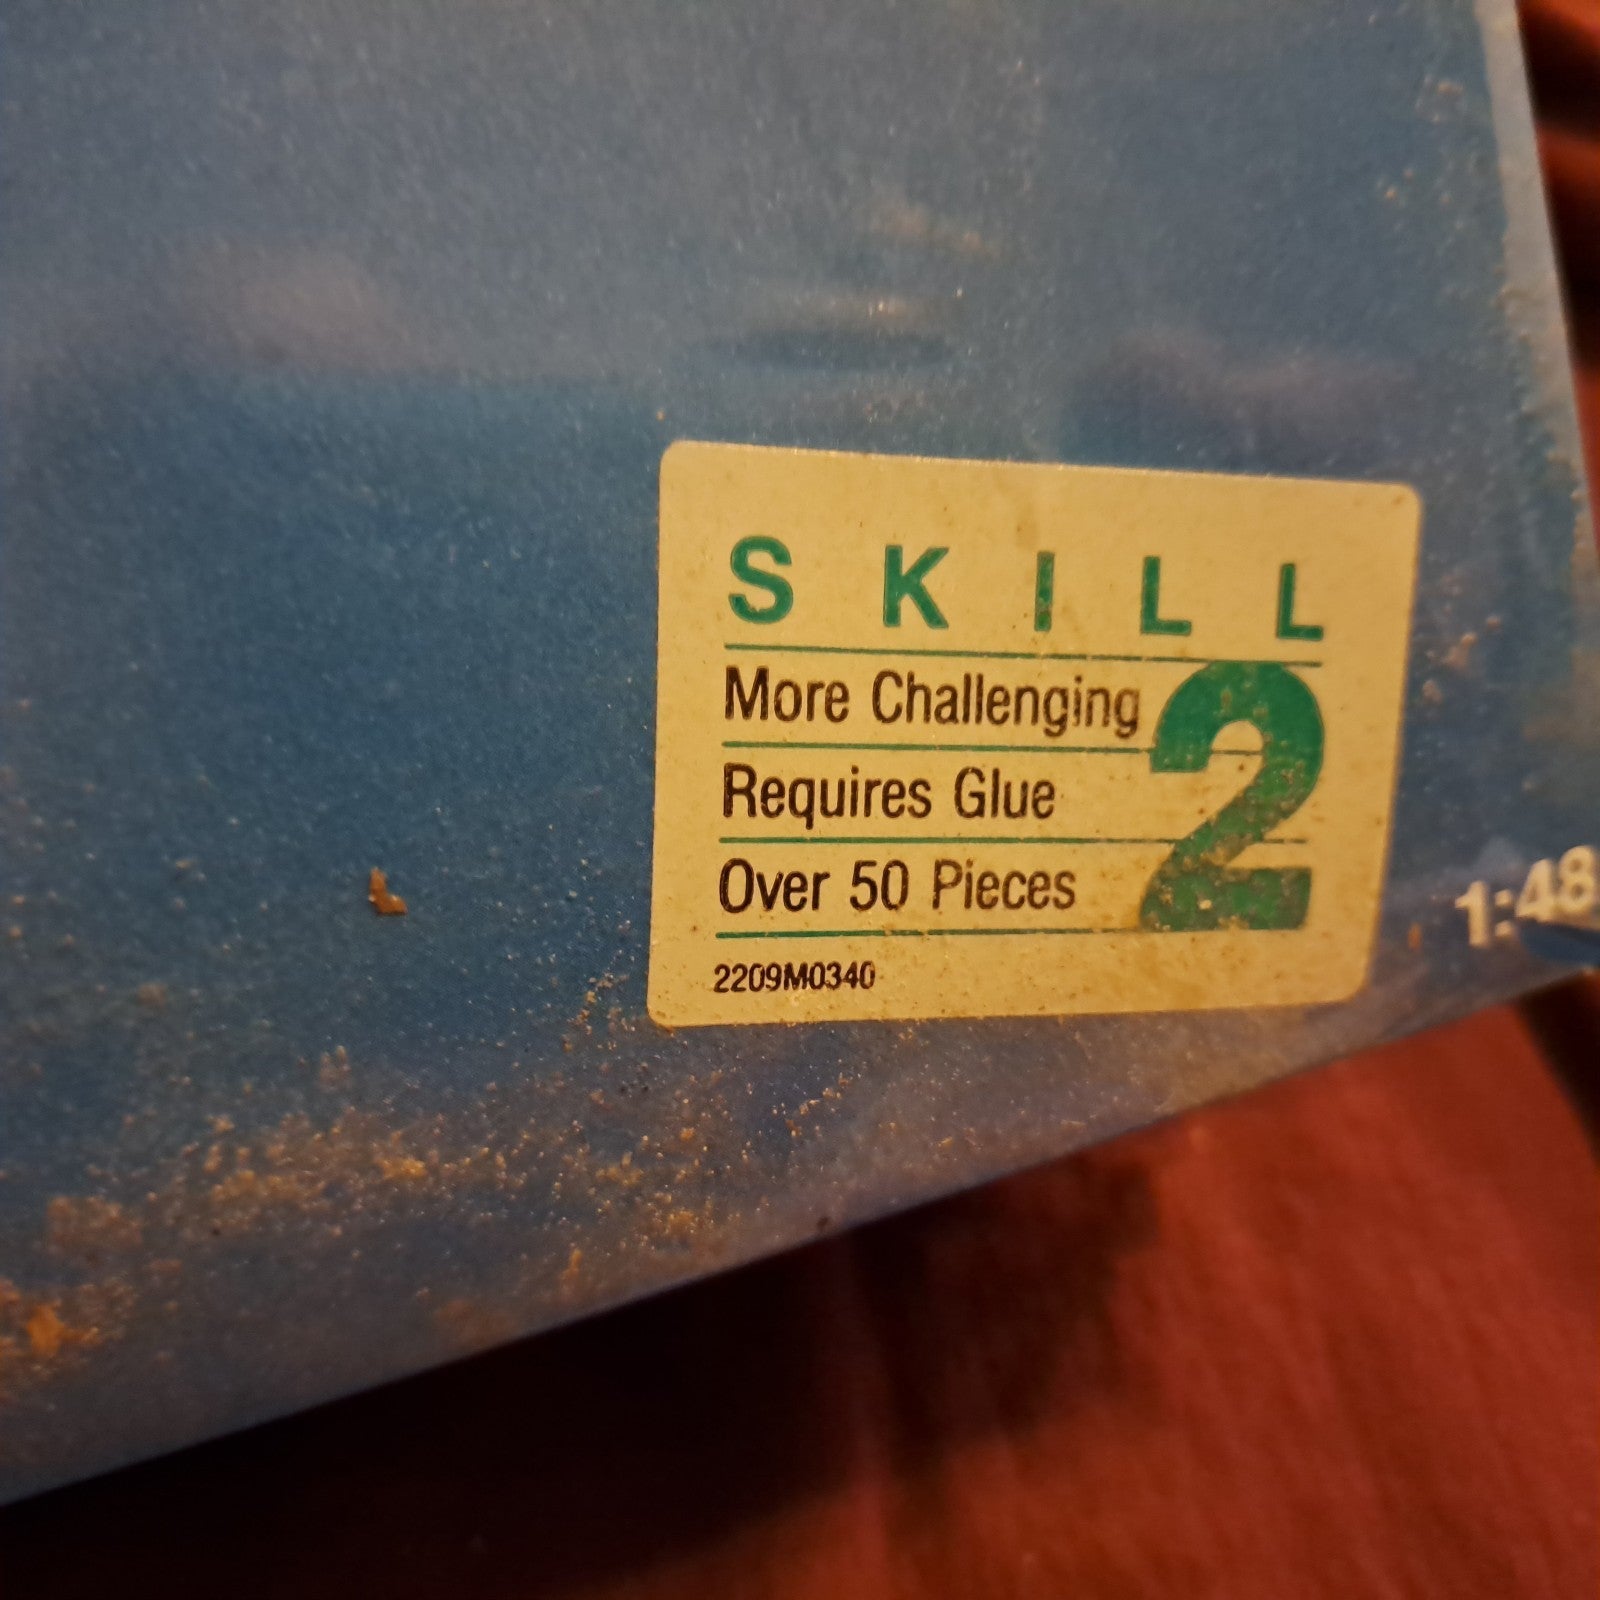 SKILL
2
More Challenging
Requires Glue
Over 50 Pieces
2209M0340
1:48